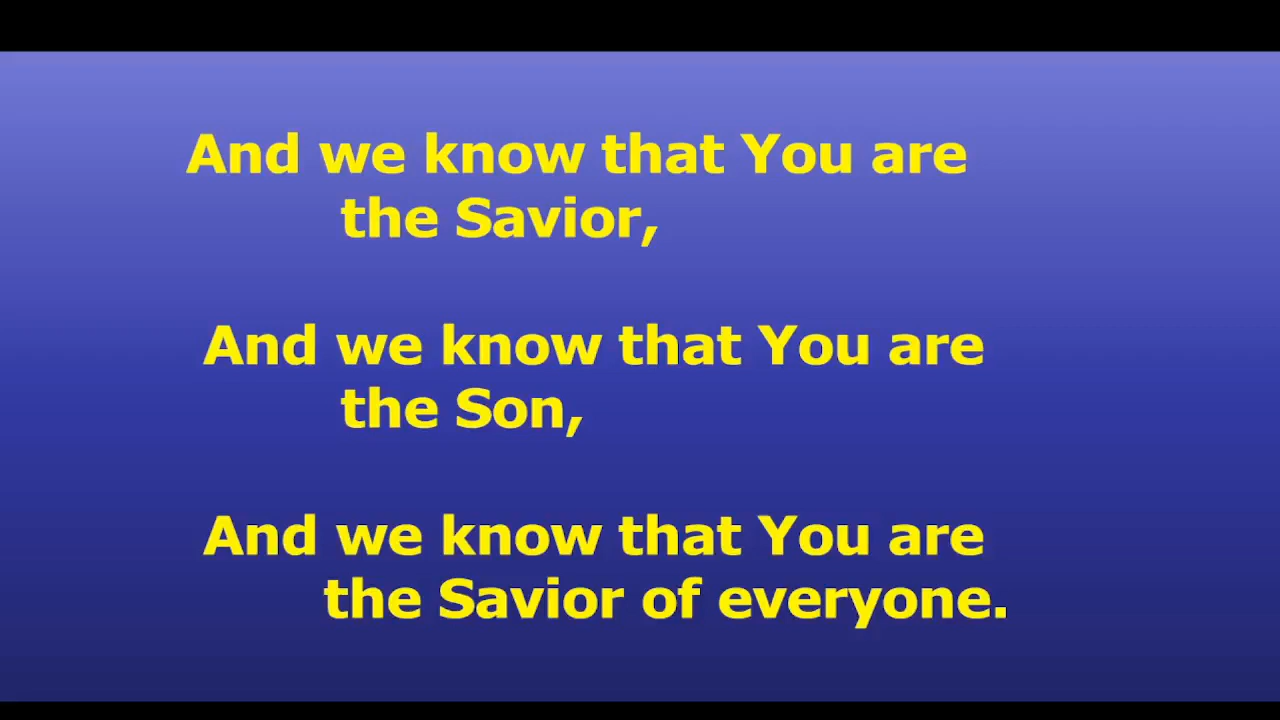 And we know that You are
the Savior,
And we know that You are
the Son,
And we know that You are
the Savior of everyone.